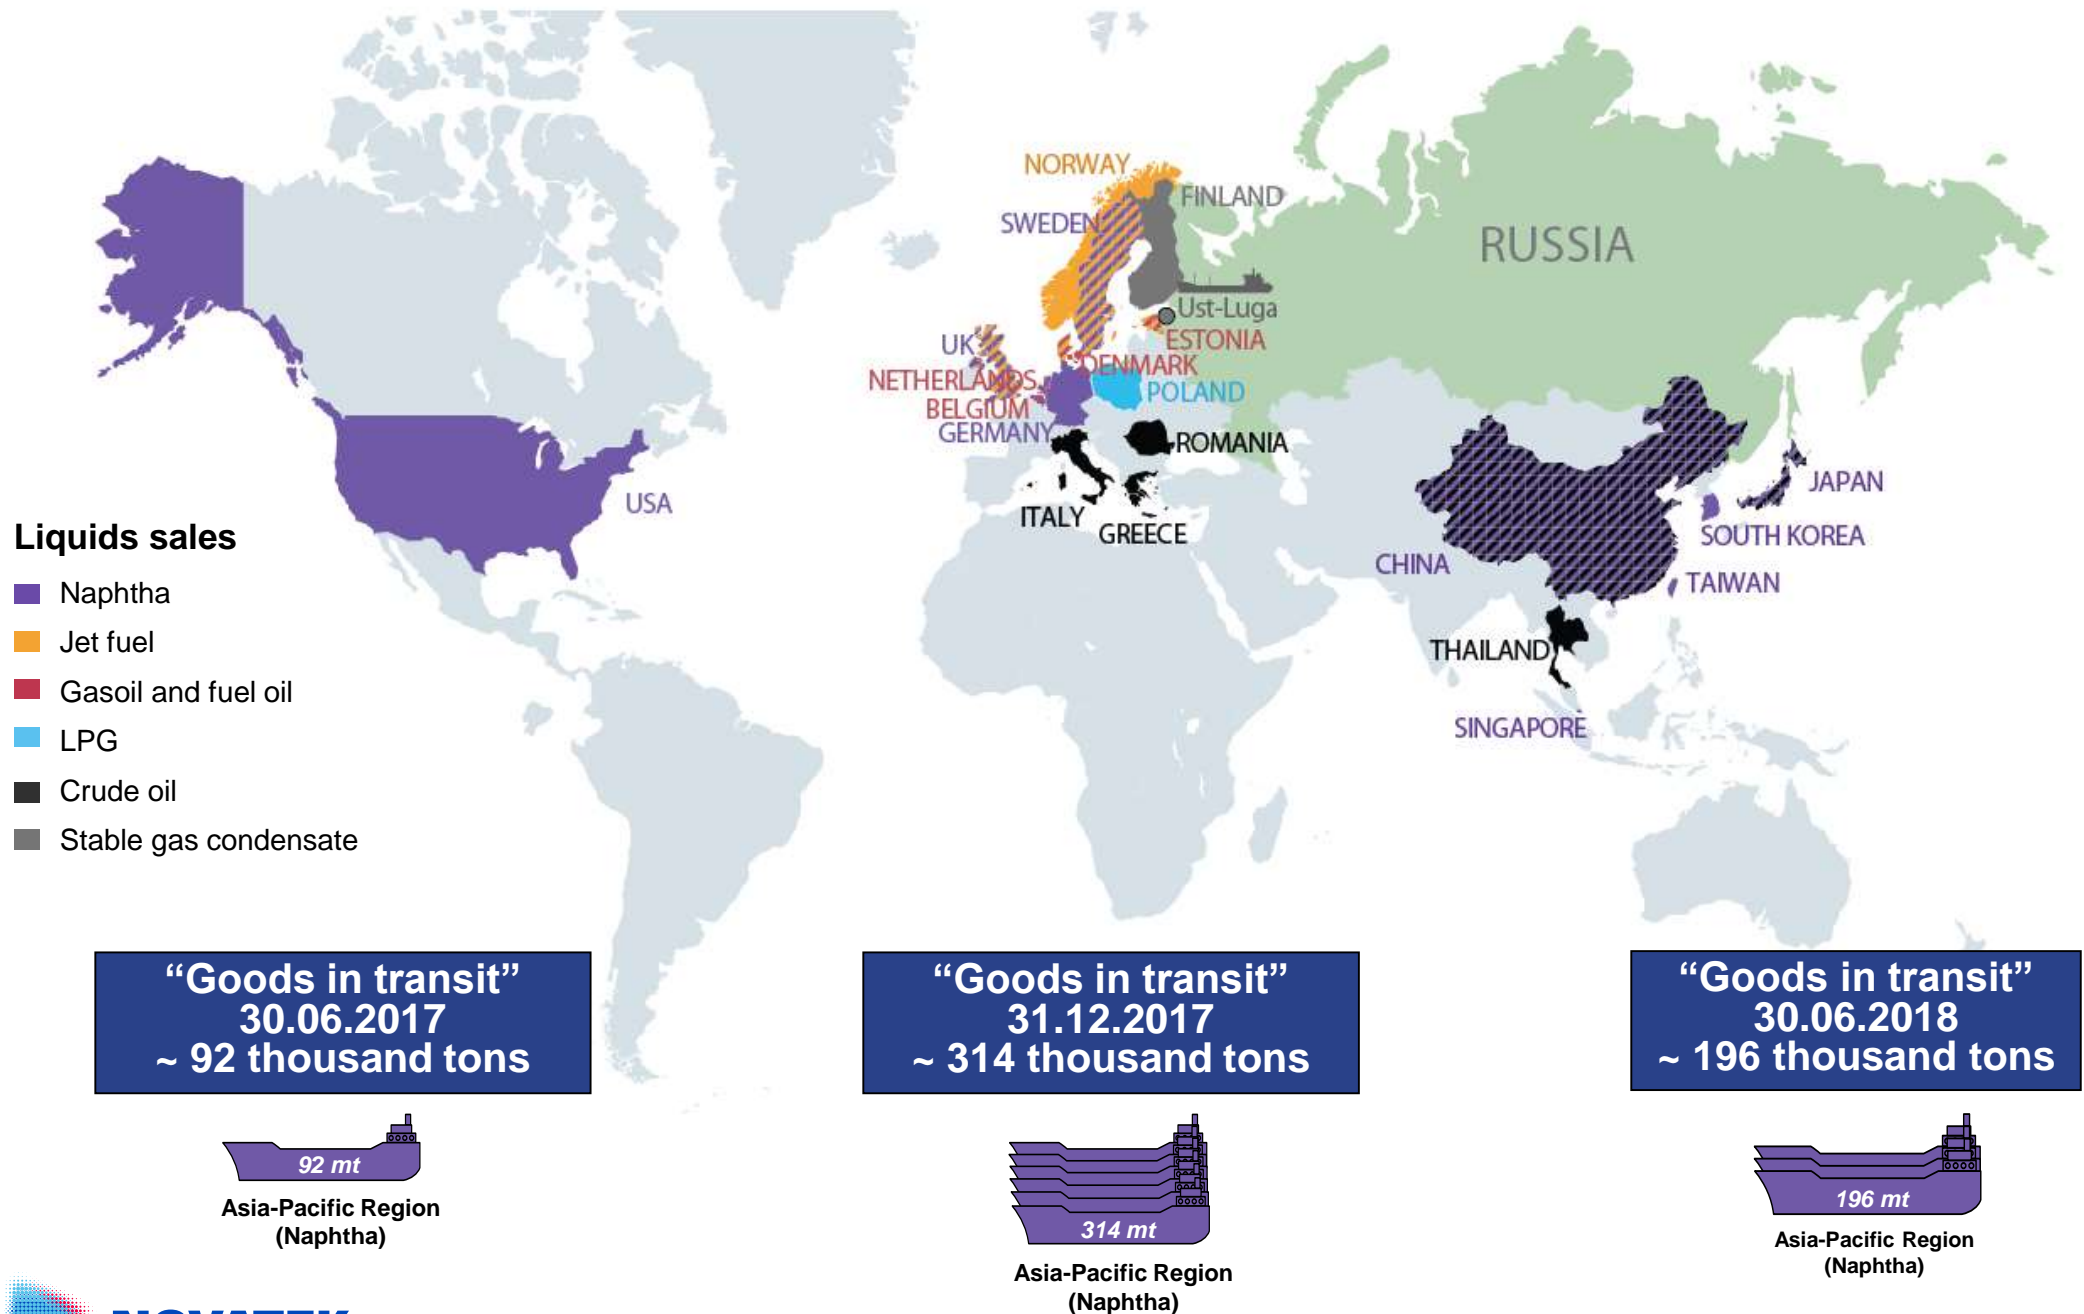 NORWAY
FINLAND
SWEDEN
RUSSIA
Ust-Luga
UK
ESTONIA
DENMARK
NETHERLANDS
POLAND
BELGIUM
GERMANY
ROMANIA
JAPAN
USA
ITALY
GREECE
SOUTH KOREA
CHINA
TAIWAN
THAILAND
SINGAPORE
Liquids sales
Naphtha
Jet fuel
Gasoil and fuel oil
LPG
Crude oil
Stable gas condensate
“Goods in transit”
30.06.2017
~ 92 thousand tons
92 mt
Asia-Pacific Region
(Naphtha)
“Goods in transit”
31.12.2017
~ 314 thousand tons
314 mt
Asia-Pacific Region
(Naphtha)
“Goods in transit”
30.06.2018
~ 196 thousand tons
196 mt
Asia-Pacific Region
(Naphtha)
NOVATEK